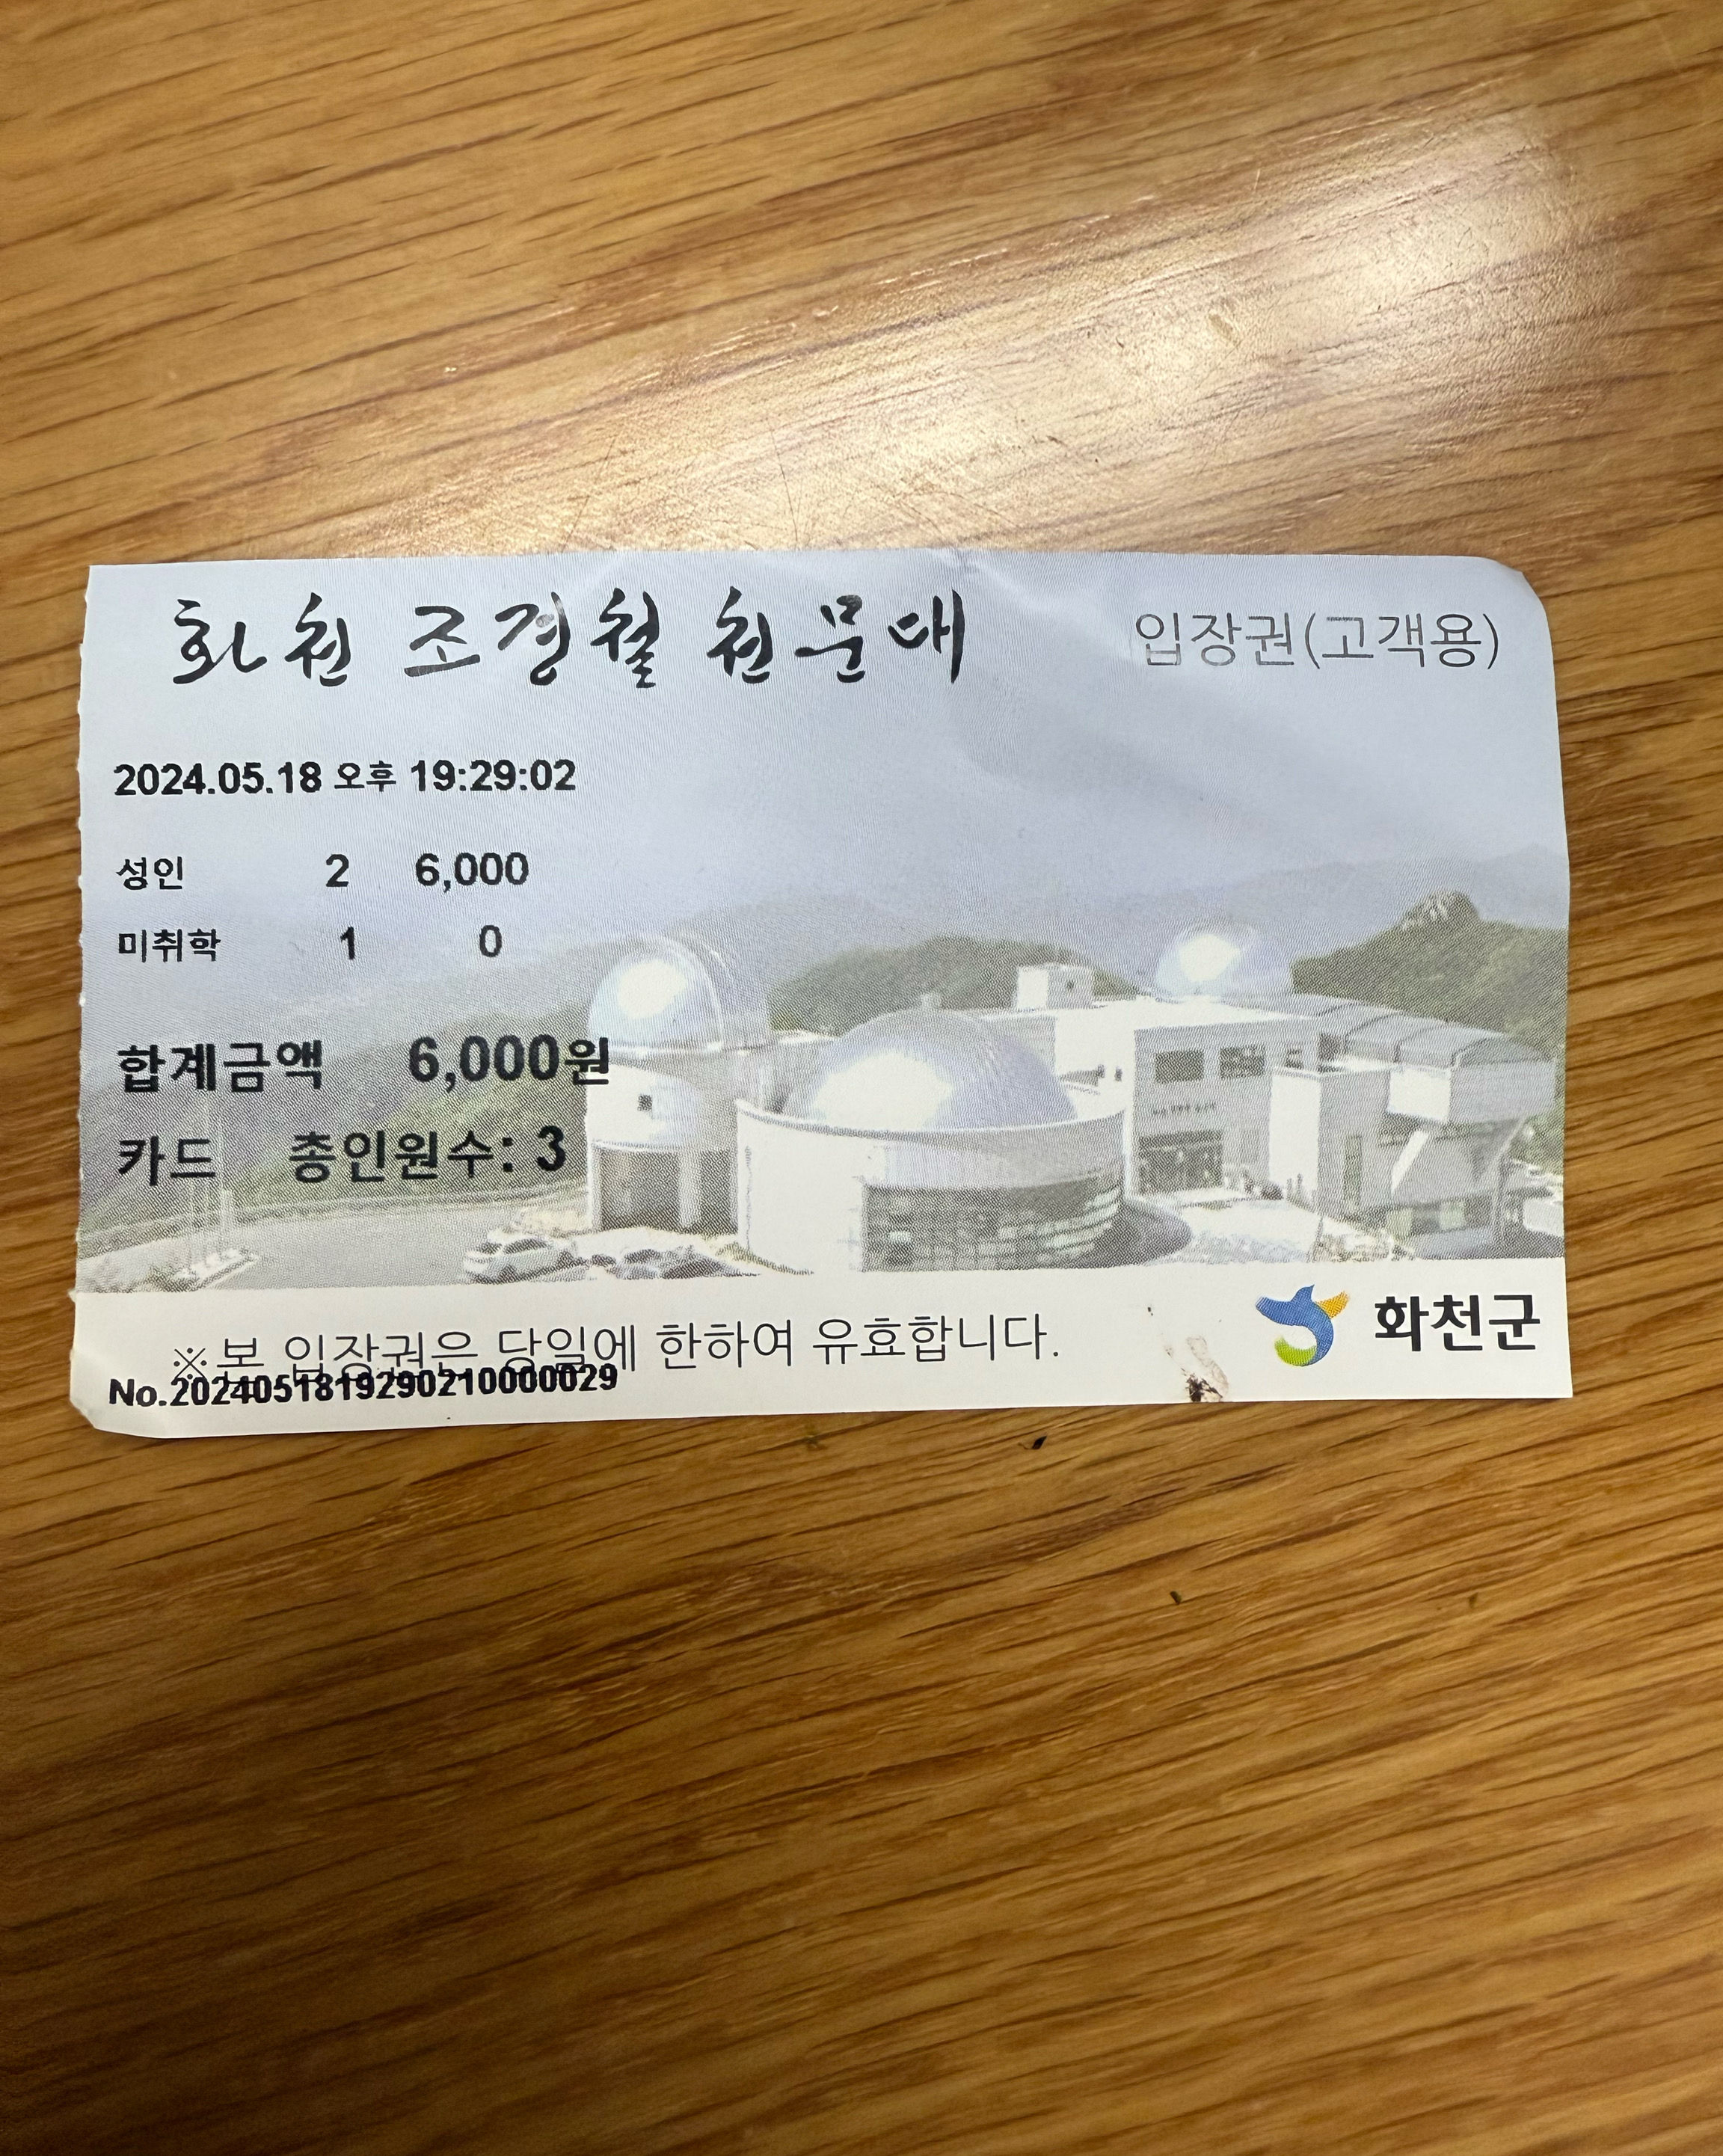 화천 조경철 천문대
입장권(고객용)
2024.05.18 오후 19:29:02
성인 2 6,000
미취학 1 0
합계금액 6,000원
카드 총인원수: 3
※본 입장권은 당일에 한하여 유효합니다.
No.2024051819290210000029
화천군